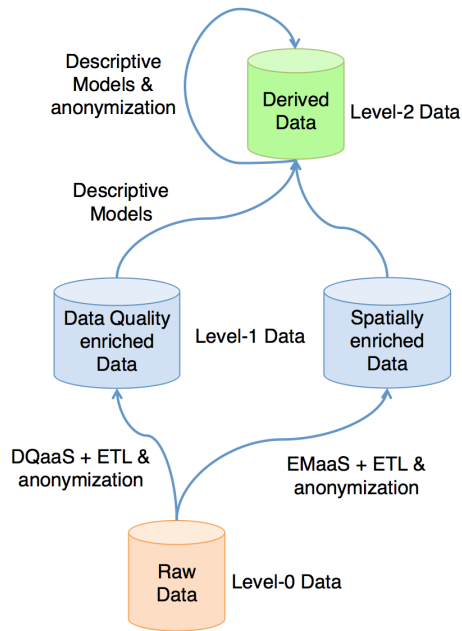 Descriptive
Models &
anonymization
Derived
Data
Level-2 Data
Descriptive
Models
Data Quality
enriched
Data
Level-1 Data
Spatially
enriched
Data
DQaaS + ETL &
anonymization
EMaaS + ETL &
anonymization
Raw
Data
Level-0 Data